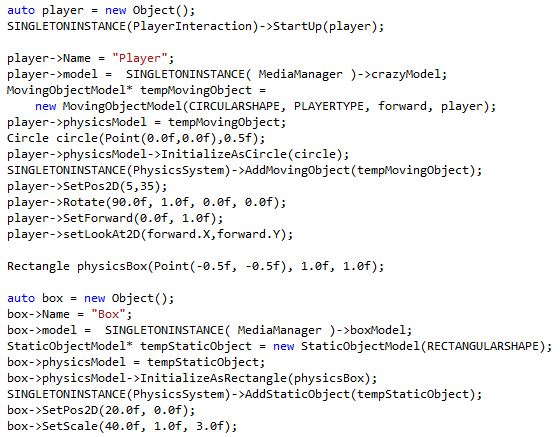 auto player = new Object();
SINGLETONINSTANCE(PlayerInteraction)->StartUp(player);
player->Name = "Player";
player->model =  SINGLETONINSTANCE( MediaManager )->crazyModel;
MovingObjectModel* tempMovingObject =
    new MovingObjectModel(CIRCULARSHAPE, PLAYERTYPE, forward, player);
player->physicsModel = tempMovingObject;
Circle circle(Point(0.0f,0.0f),0.5f);
player->physicsModel->InitializeAsCircle(circle);
SINGLETONINSTANCE(PhysicsSystem)->AddMovingObject(tempMovingObject);
player->SetPos2D(5,35);
player->Rotate(90.0f, 1.0f, 0.0f, 0.0f);
player->SetForward(0.0f, 1.0f);
player->setLookAt2D(forward.X,forward.Y);
Rectangle physicsBox(Point(-0.5f, -0.5f), 1.0f, 1.0f);
auto box = new Object();
box->Name = "Box";
box->model =  SINGLETONINSTANCE( MediaManager )->boxModel;
StaticObjectModel* tempStaticObject = new StaticObjectModel(RECTANGULARSHAPE);
box->physicsModel = tempStaticObject;
box->physicsModel->InitializeAsRectangle(physicsBox);
SINGLETONINSTANCE(PhysicsSystem)->AddStaticObject(tempStaticObject);
box->SetPos2D(20.0f, 0.0f);
box->SetScale(40.0f, 1.0f, 3.0f);